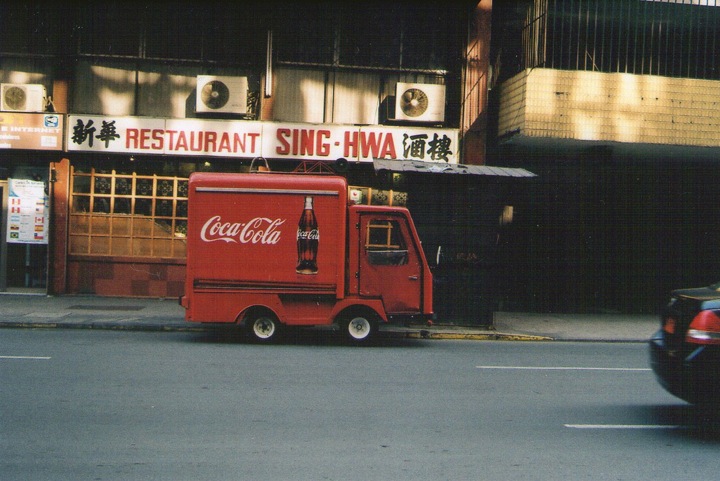 E INTERNET
新華 RESTAURANT SING-HWA 酒樓
Coca-Cola
Coca-Cola